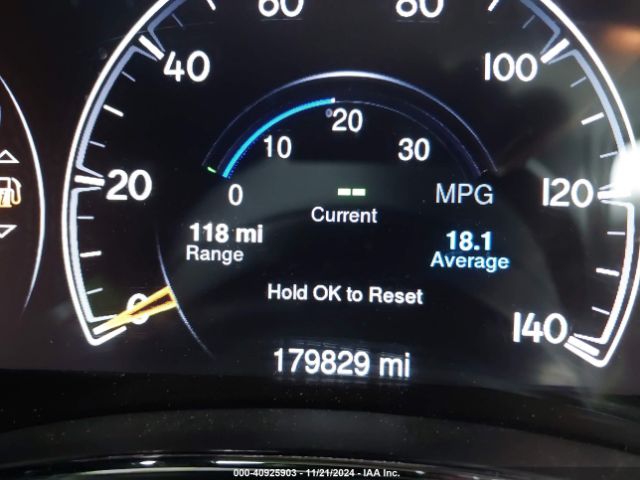 60 80
40 100
20 120
0 140
0 10 20 30
MPG
--
Current
118 mi
Range
18.1
Average
Hold OK to Reset
179829 mi
000-40925903 - 11/21/2024 - IAA Inc.